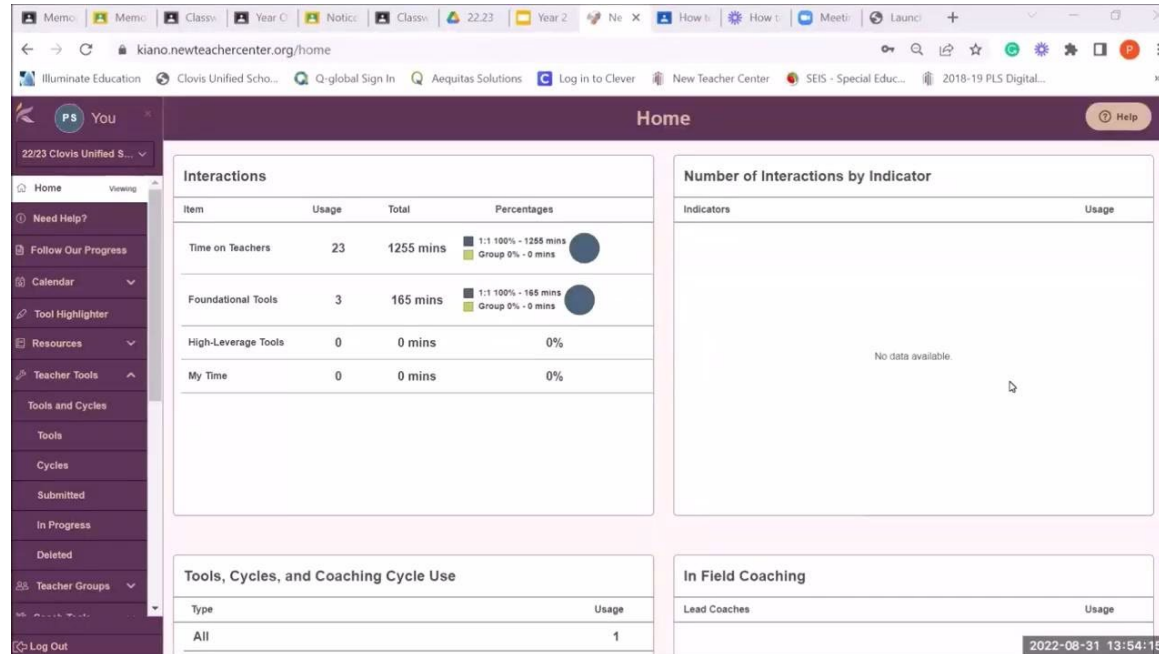 Memo
Memo
Classw
Year C
Notice
Classw
22.23
Year 2
Ne
How t
How t
Meeti
Launc
kiano.newteachercenter.org/home
P
Illuminate Education
Clovis Unified Scho...
Q-global Sign In
Aequitas Solutions
Log in to Clever
New Teacher Center
SEIS - Special Educ...
2018-19 PLS Digital...
PS You
Home
Help
22/23 Clovis Unified S...
Home Viewing
Need Help?
Follow Our Progress
Calendar
Tool Highlighter
Resources
Teacher Tools
Tools and Cycles
Tools
Cycles
Submitted
In Progress
Deleted
Teacher Groups
Log Out
Interactions
Item Usage Total Percentages
Time on Teachers 23 1255 mins 1:1 100% - 1255 mins
Group 0% - 0 mins
Foundational Tools 3 165 mins 1:1 100% - 165 mins
Group 0% - 0 mins
High-Leverage Tools 0 0 mins 0%
My Time 0 0 mins 0%
Number of Interactions by Indicator
Indicators Usage
No data available.
Tools, Cycles, and Coaching Cycle Use
Type Usage
All 1
In Field Coaching
Lead Coaches Usage
2022-08-31 13:54:15